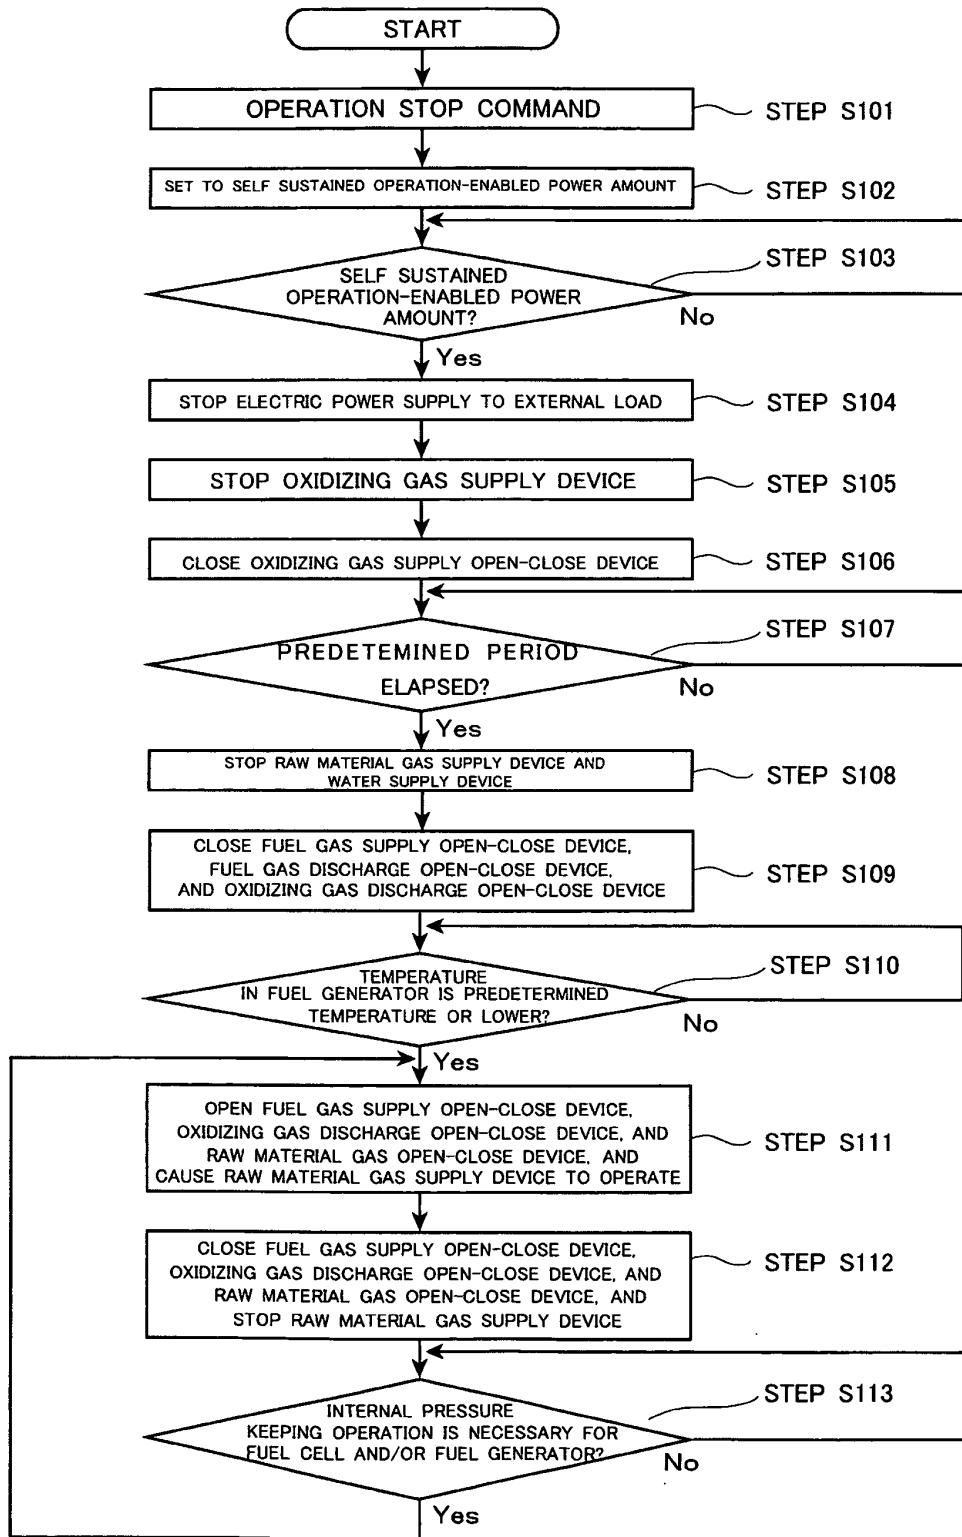 START
OPERATION STOP COMMAND
STEP S101
SET TO SELF SUSTAINED OPERATION-ENABLED POWER AMOUNT
STEP S102
SELF SUSTAINED
OPERATION-ENABLED POWER
AMOUNT?
STEP S103
No
Yes
STOP ELECTRIC POWER SUPPLY TO EXTERNAL LOAD
STEP S104
STOP OXIDIZING GAS SUPPLY DEVICE
STEP S105
CLOSE OXIDIZING GAS SUPPLY OPEN-CLOSE DEVICE
STEP S106
PREDETEMINED PERIOD
ELAPSED?
STEP S107
No
Yes
STOP RAW MATERIAL GAS SUPPLY DEVICE AND
WATER SUPPLY DEVICE
STEP S108
CLOSE FUEL GAS SUPPLY OPEN-CLOSE DEVICE,
FUEL GAS DISCHARGE OPEN-CLOSE DEVICE,
AND OXIDIZING GAS DISCHARGE OPEN-CLOSE DEVICE
STEP S109
TEMPERATURE
IN FUEL GENERATOR IS PREDETERMINED
TEMPERATURE OR LOWER?
STEP S110
No
Yes
OPEN FUEL GAS SUPPLY OPEN-CLOSE DEVICE,
OXIDIZING GAS DISCHARGE OPEN-CLOSE DEVICE, AND
RAW MATERIAL GAS OPEN-CLOSE DEVICE, AND
CAUSE RAW MATERIAL GAS SUPPLY DEVICE TO OPERATE
STEP S111
CLOSE FUEL GAS SUPPLY OPEN-CLOSE DEVICE,
OXIDIZING GAS DISCHARGE OPEN-CLOSE DEVICE, AND
RAW MATERIAL GAS OPEN-CLOSE DEVICE, AND
STOP RAW MATERIAL GAS SUPPLY DEVICE
STEP S112
INTERNAL PRESSURE
KEEPING OPERATION IS NECESSARY FOR
FUEL CELL AND/OR FUEL GENERATOR?
STEP S113
No
Yes